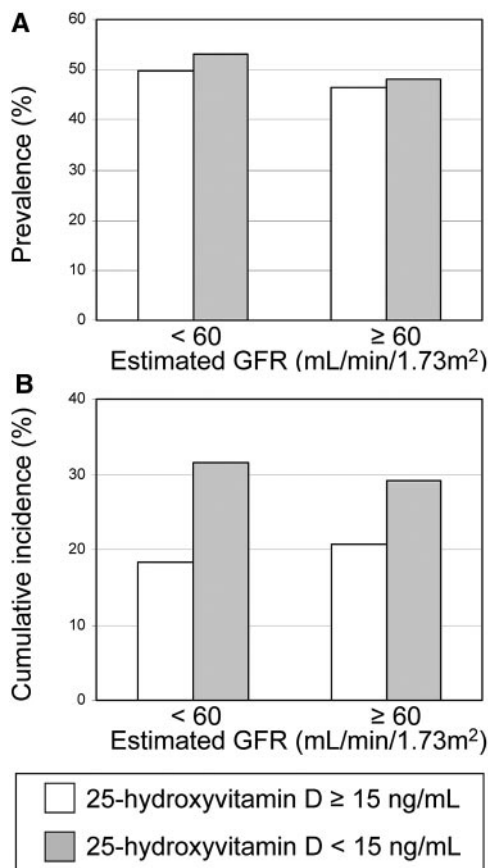 A
Prevalence (%)
60
50
40
30
20
10
0
< 60
≥ 60
Estimated GFR (mL/min/1.73m²)
B
Cumulative incidence (%)
40
30
20
10
0
< 60
≥ 60
Estimated GFR (mL/min/1.73m²)
25-hydroxyvitamin D ≥ 15 ng/mL
25-hydroxyvitamin D < 15 ng/mL